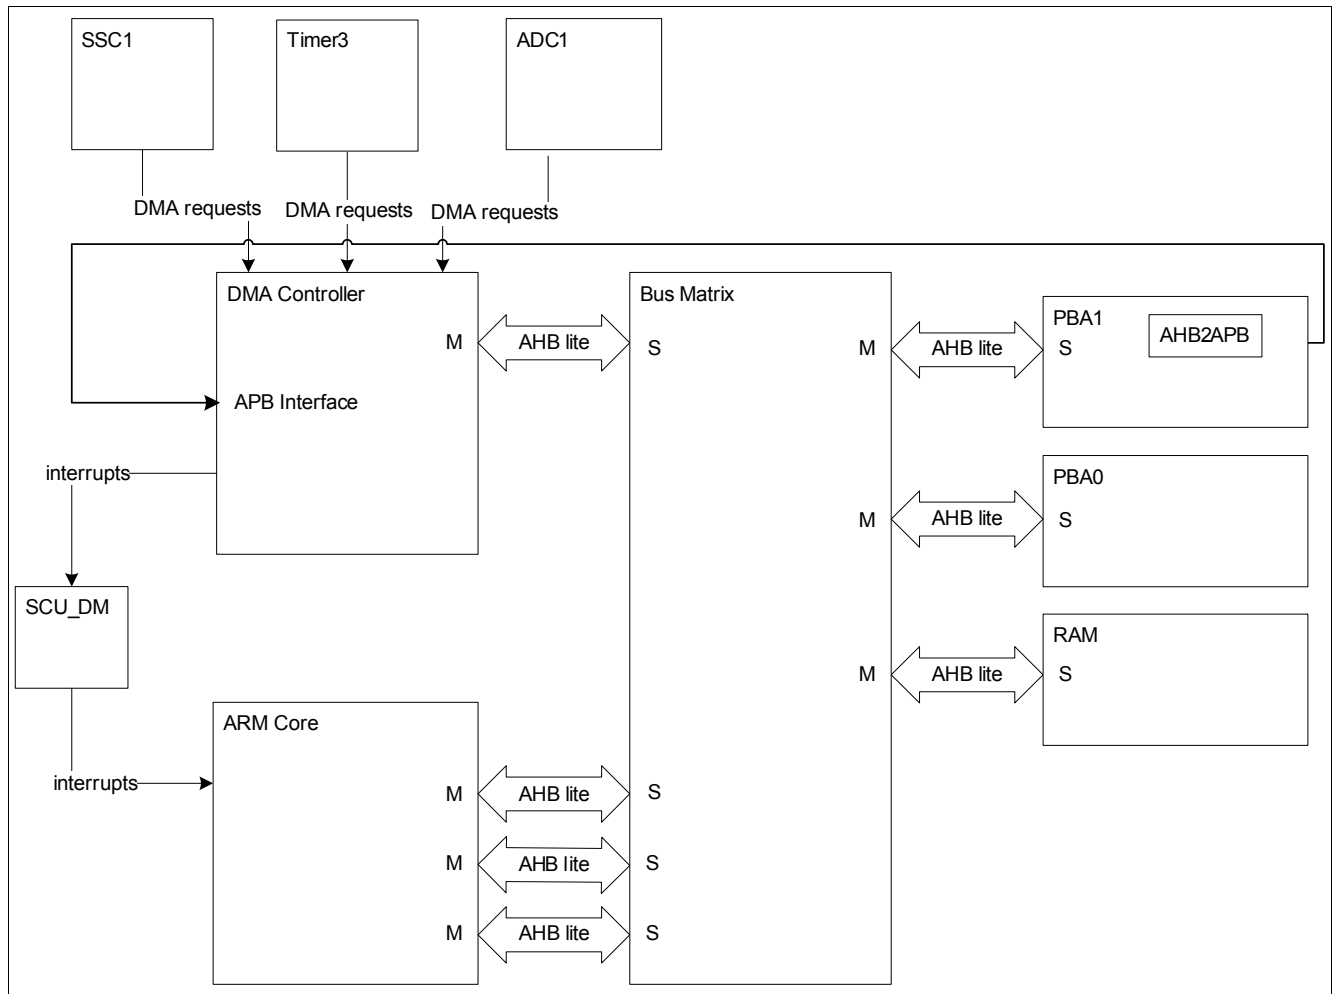 SSC1
Timer3
ADC1
DMA requests
DMA requests
DMA requests
DMA Controller
M
AHB lite
APB Interface
Bus Matrix
S
M
AHB lite
PBA1
S
AHB2APB
interrupts
M
AHB lite
PBA0
S
SCU_DM
M
AHB lite
RAM
S
ARM Core
interrupts
M
AHB lite
S
M
AHB lite
S
M
AHB lite
S